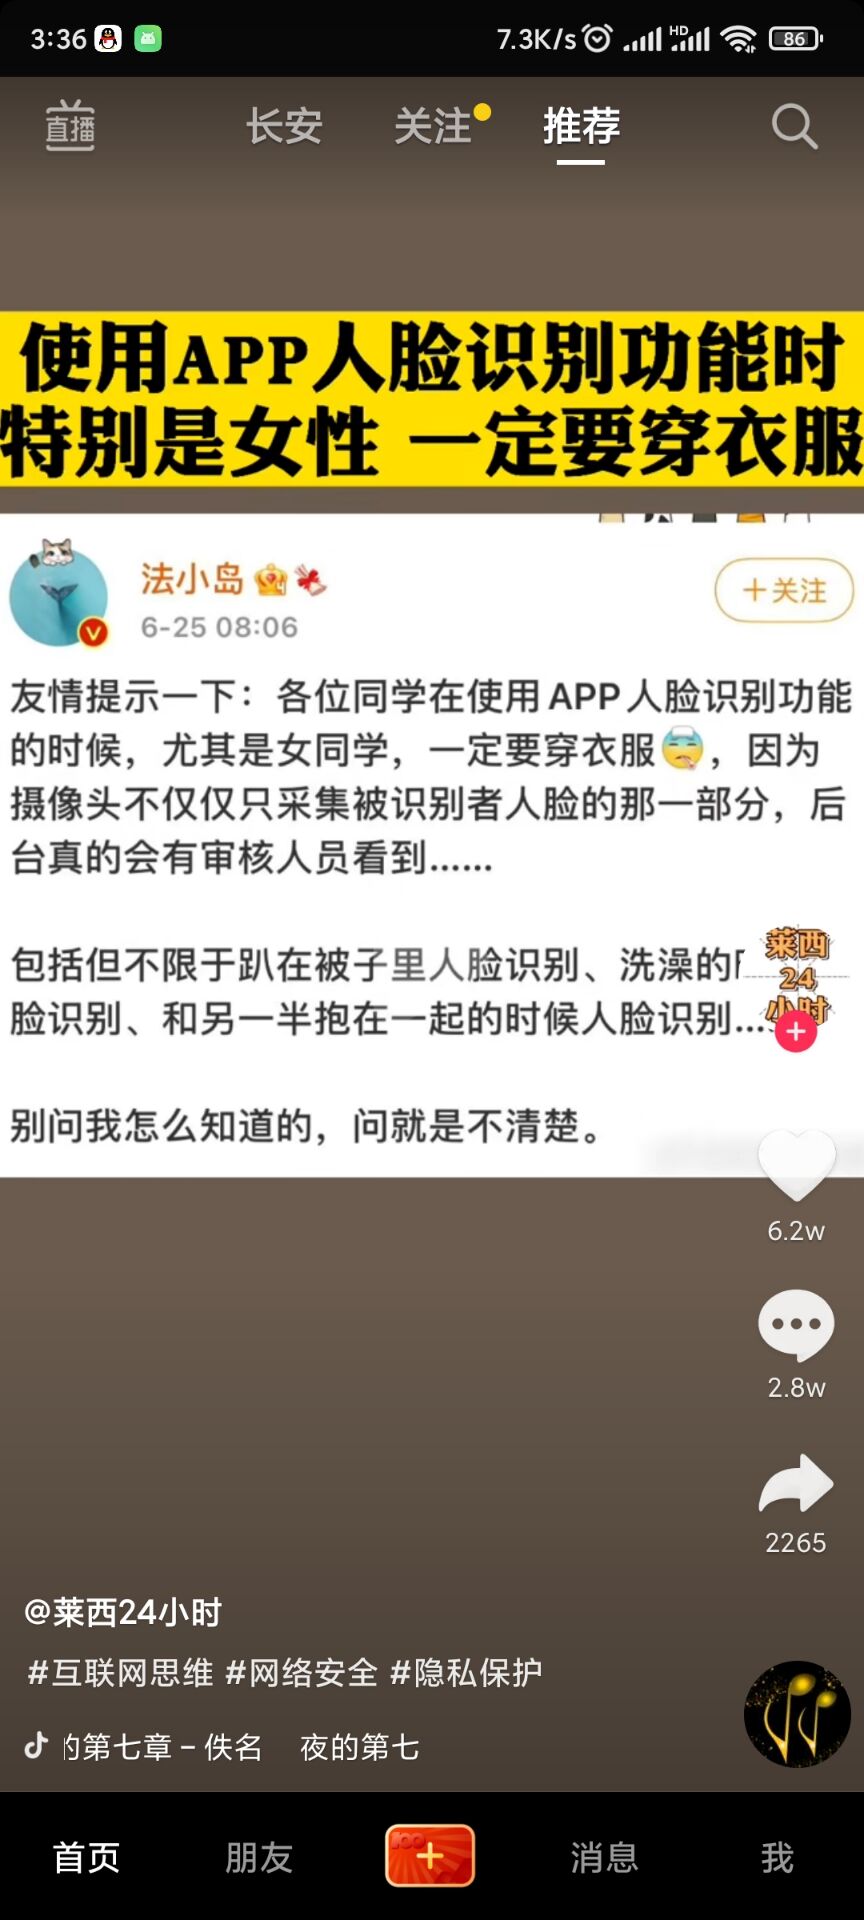 3:36
7.3K/s
HD
86
直播
长安
关注
推荐
使用APP人脸识别功能时
特别是女性 一定要穿衣服
法小岛
6-25 08:06
+关注
友情提示一下：各位同学在使用APP人脸识别功能
的时候，尤其是女同学，一定要穿衣服，因为
摄像头不仅仅只采集被识别者人脸的那一部分，后
台真的会有审核人员看到......
包括但不限于趴在被子里人脸识别、洗澡的
脸识别、和另一半抱在一起的时候人脸识别...
别问我怎么知道的，问就是不清楚。
莱西
24
小时
6.2w
2.8w
2265
@莱西24小时
#互联网思维 #网络安全 #隐私保护
的第七章 - 佚名 夜的第七
首页
朋友
100
消息
我